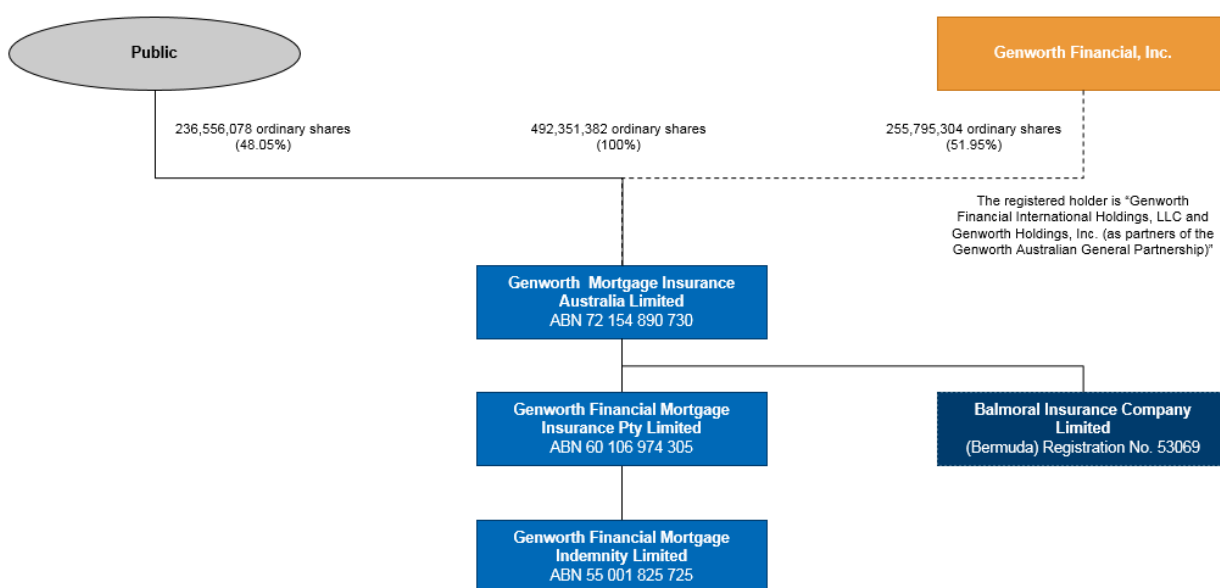 Public
Genworth Financial, Inc.
236,556,078 ordinary shares
(48.05%)
492,351,382 ordinary shares
(100%)
255,795,304 ordinary shares
(51.95%)
The registered holder is “Genworth
Financial International Holdings, LLC and
Genworth Holdings, Inc. (as partners of the
Genworth Australian General Partnership)”
Genworth Mortgage Insurance
Australia Limited
ABN 72 154 890 730
Genworth Financial Mortgage
Insurance Pty Limited
ABN 60 106 974 305
Balmoral Insurance Company
Limited
(Bermuda) Registration No. 53069
Genworth Financial Mortgage
Indemnity Limited
ABN 55 001 825 725